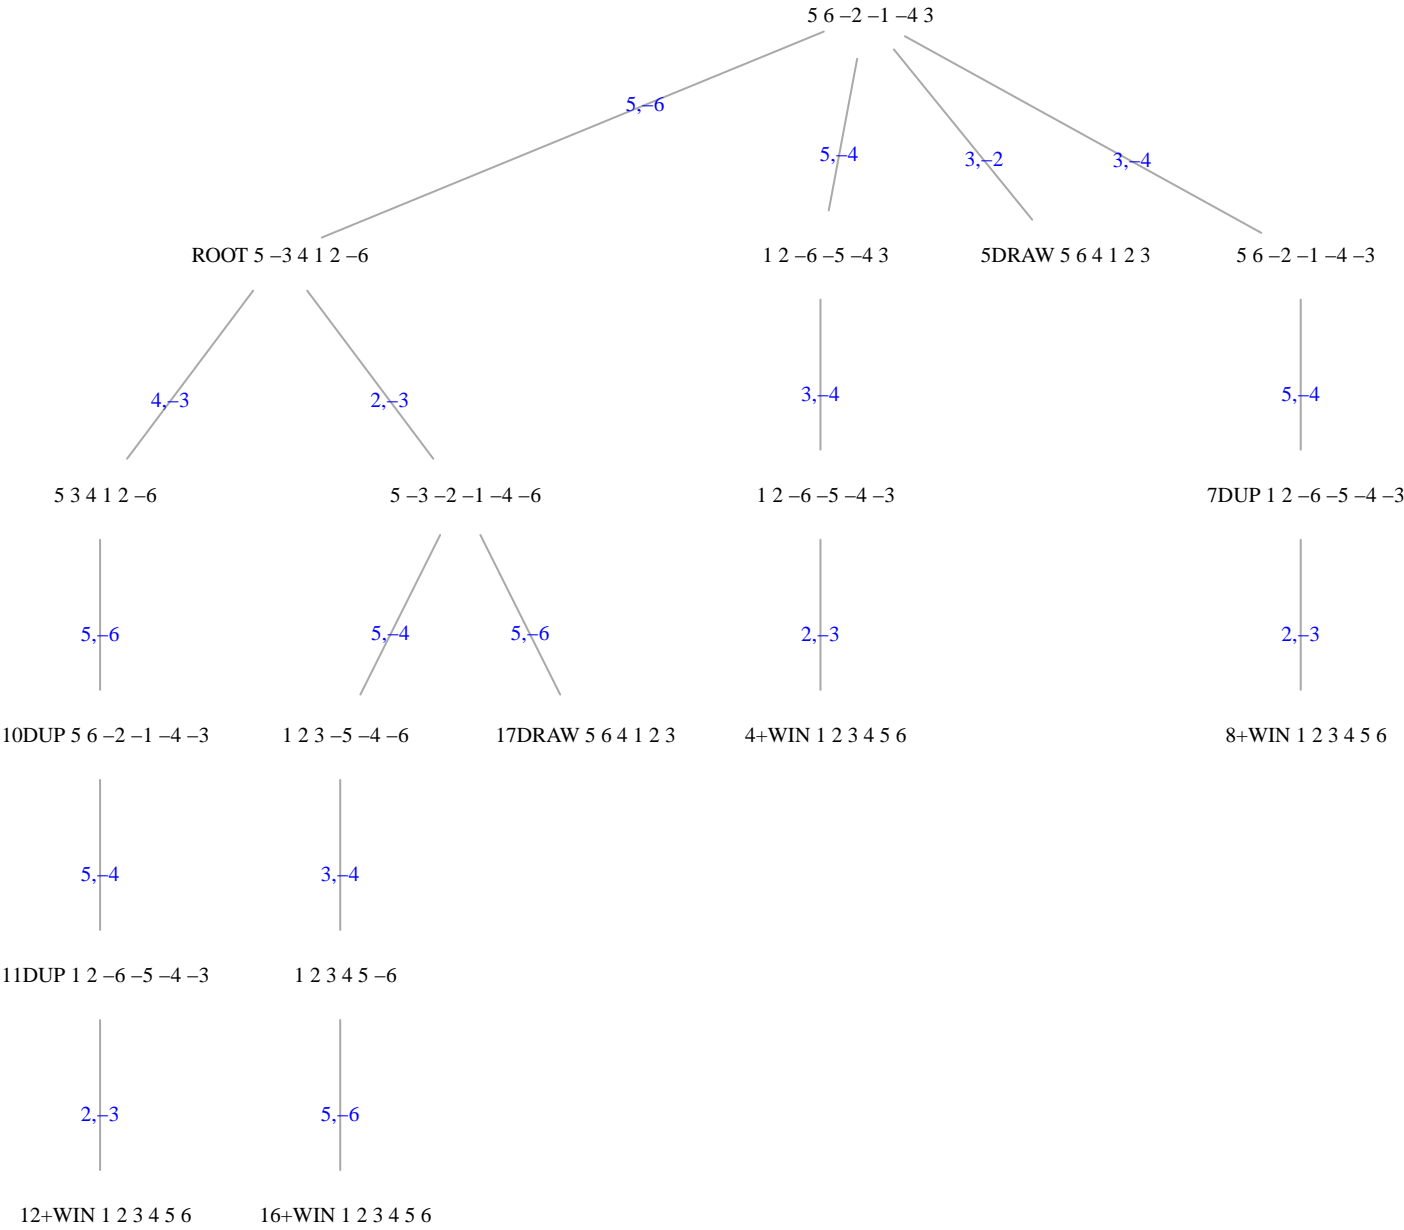 5 6 –2 –1 –4 3
5,–6
5,–4
3,–2
3,–4
ROOT 5 –3 4 1 2 –6
1 2 –6 –5 –4 3
5DRAW 5 6 4 1 2 3
5 6 –2 –1 –4 –3
4,–3
2,–3
3,–4
5,–4
5 3 4 1 2 –6
5 –3 –2 –1 –4 –6
1 2 –6 –5 –4 –3
7DUP 1 2 –6 –5 –4 –3
5,–6
5,–4
5,–6
2,–3
2,–3
10DUP 5 6 –2 –1 –4 –3
1 2 3 –5 –4 –6
17DRAW 5 6 4 1 2 3
4+WIN 1 2 3 4 5 6
8+WIN 1 2 3 4 5 6
5,–4
3,–4
11DUP 1 2 –6 –5 –4 –3
1 2 3 4 5 –6
2,–3
5,–6
12+WIN 1 2 3 4 5 6
16+WIN 1 2 3 4 5 6